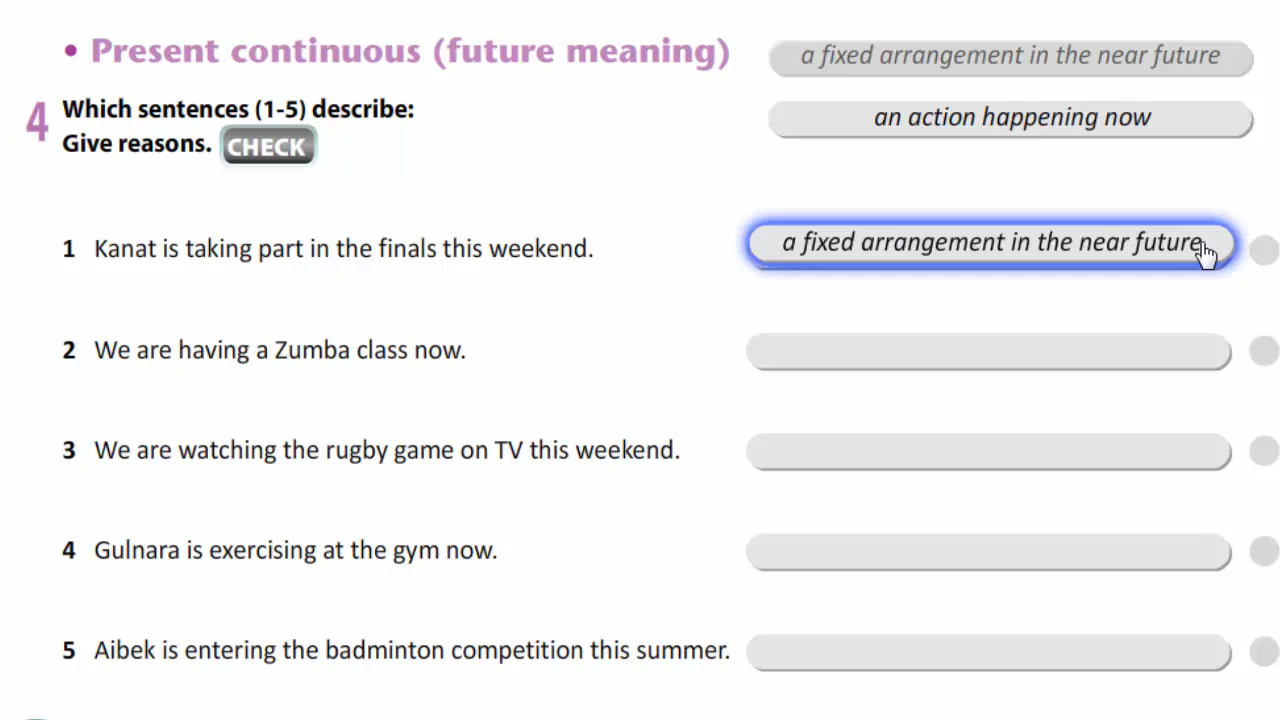 • Present continuous (future meaning)
a fixed arrangement in the near future
4 Which sentences (1-5) describe:
an action happening now
Give reasons. CHECK
1 Kanat is taking part in the finals this weekend.
a fixed arrangement in the near future
2 We are having a Zumba class now.
3 We are watching the rugby game on TV this weekend.
4 Gulnara is exercising at the gym now.
5 Aibek is entering the badminton competition this summer.